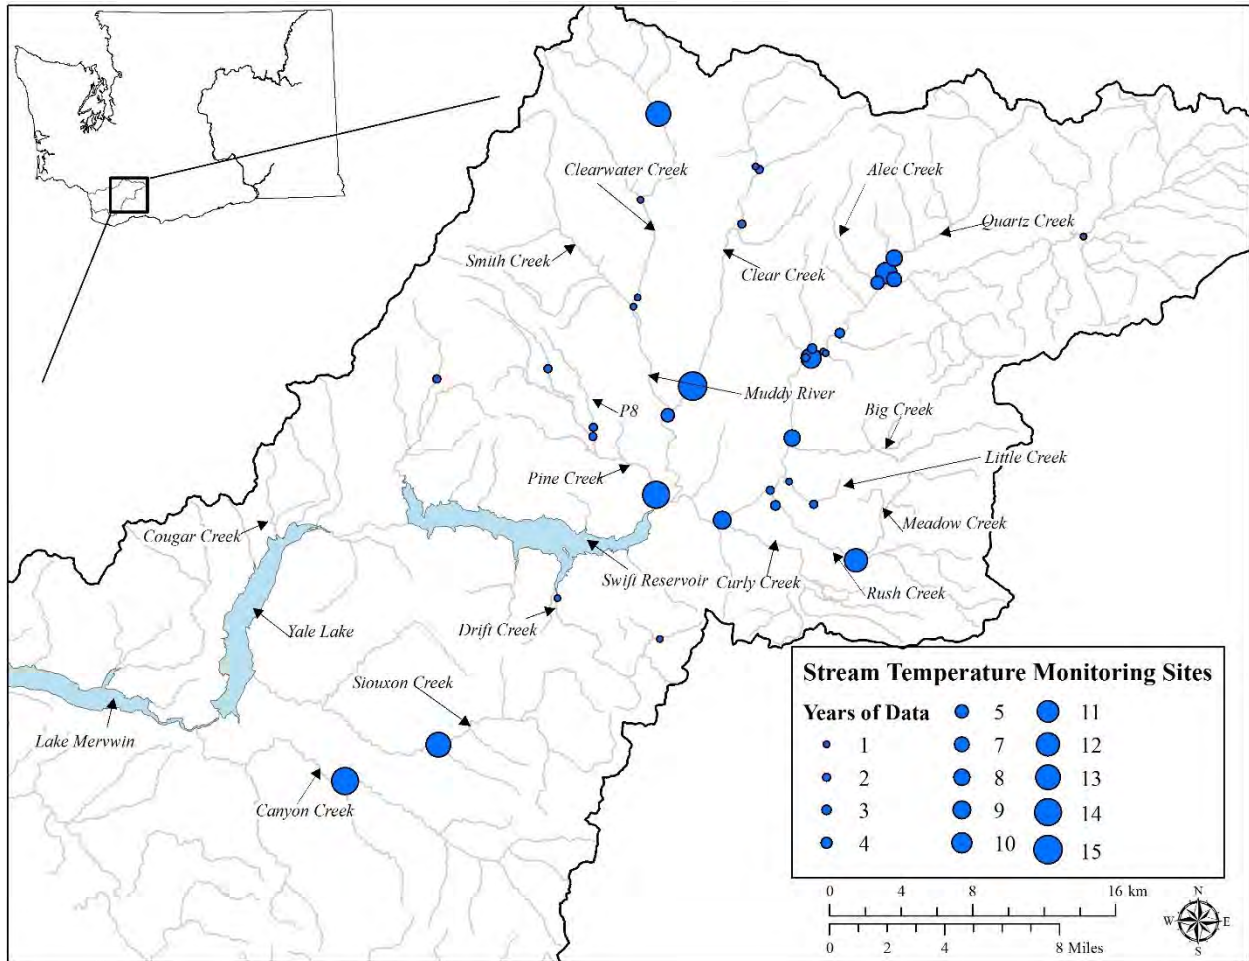 Clearwater Creek
Alec Creek
Quartz Creek
Smith Creek
Clear Creek
Muddy River
P8
Big Creek
Little Creek
Pine Creek
Meadow Creek
Cougar Creek
Swift Reservoir
Curly Creek
Rush Creek
Yale Lake
Drift Creek
Siouxon Creek
Lake Mervwin
Canyon Creek
Stream Temperature Monitoring Sites
Years of Data
1
2
3
4
5
7
8
9
10
11
12
13
14
15
0 4 8 16 km
0 2 4 8 Miles
N
W E
S